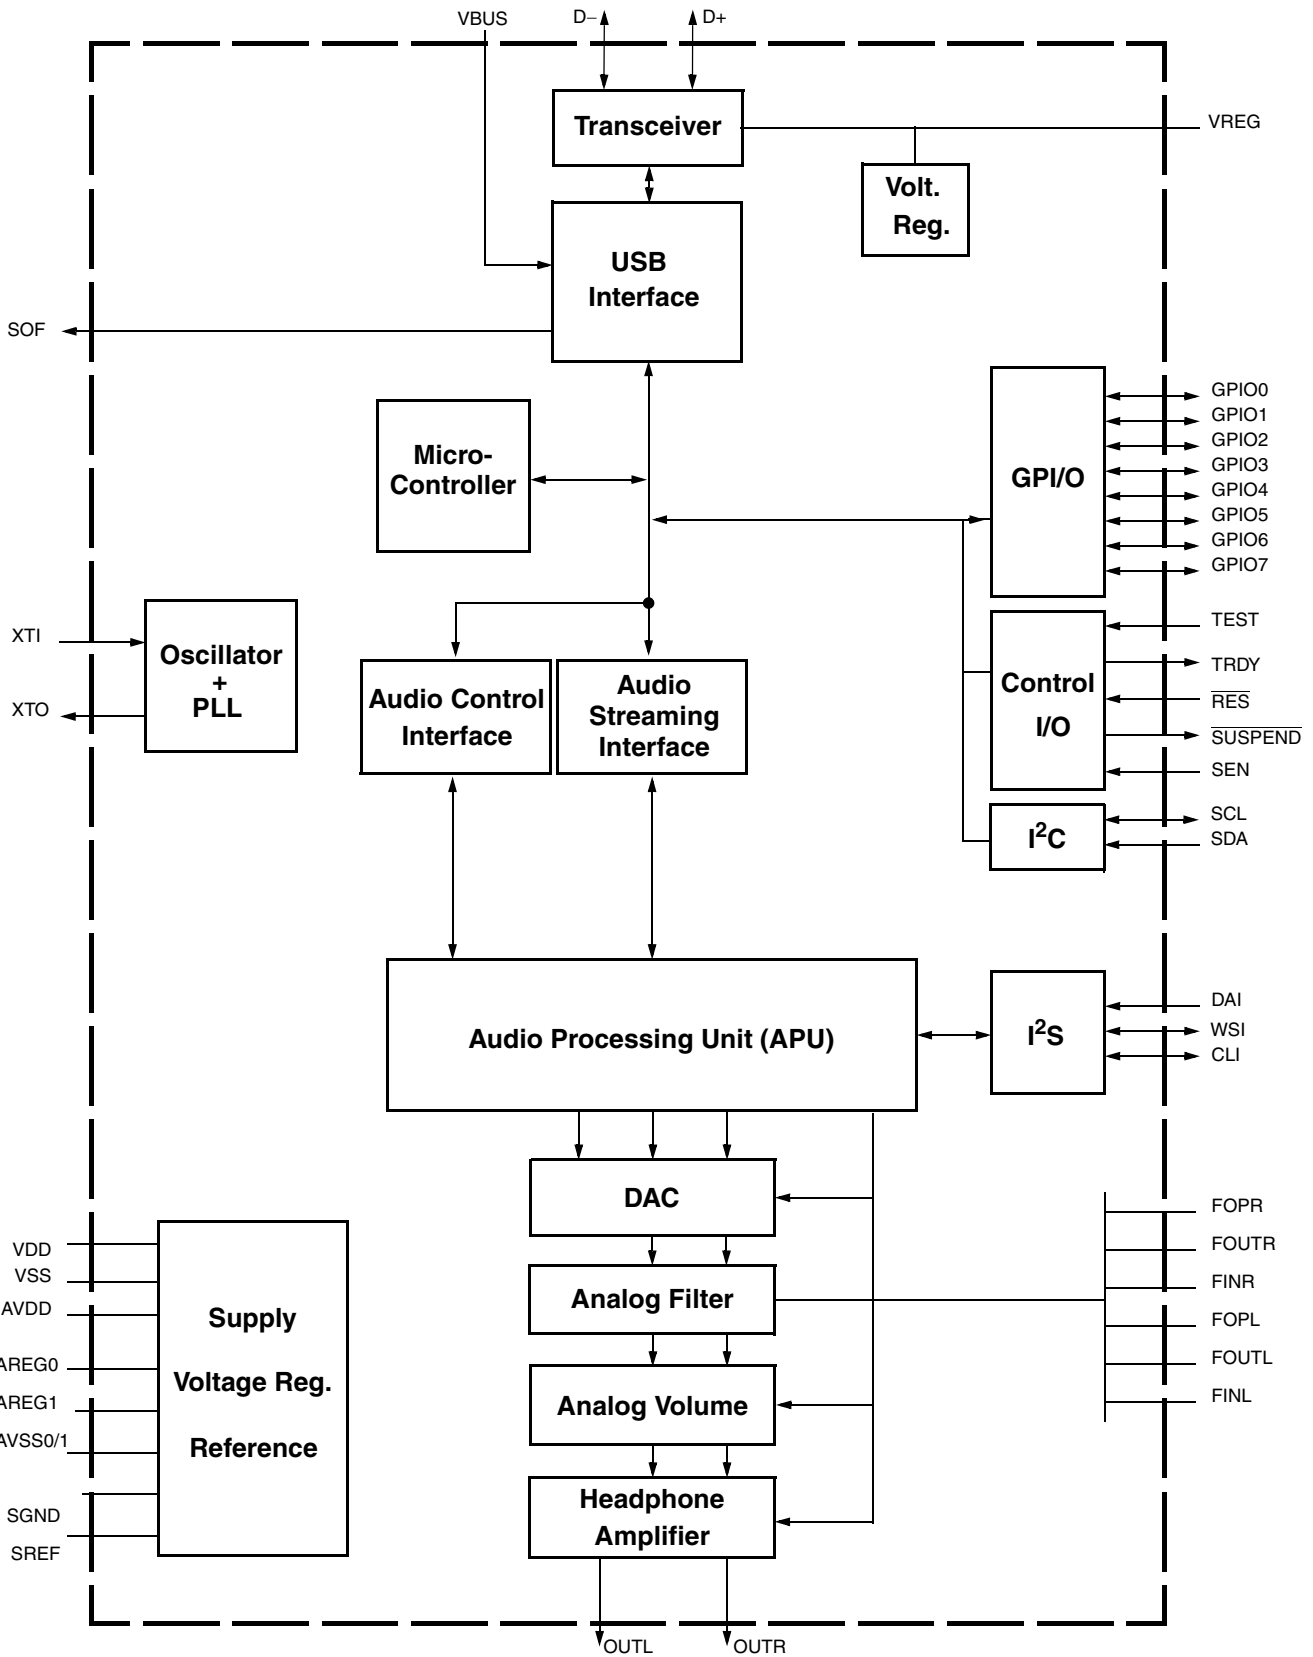 VBUS
D−
D+
Transceiver
VREG
Volt.
Reg.
USB
Interface
SOF
Micro-
Controller
GPI/O
GPIO0
GPIO1
GPIO2
GPIO3
GPIO4
GPIO5
GPIO6
GPIO7
XTI
XTO
Oscillator
+
PLL
Audio Control
Interface
Audio
Streaming
Interface
Control
I/O
TEST
TRDY
RES
SUSPEND
SEN
I²C
SCL
SDA
Audio Processing Unit (APU)
I²S
DAI
WSI
CLI
DAC
Analog Filter
Analog Volume
Headphone
Amplifier
FOPR
FOUTR
FINR
FOPL
FOUTL
FINL
VDD
VSS
AVDD
AREG0
AREG1
AVSS0/1
SGND
SREF
Supply
Voltage Reg.
Reference
OUTL
OUTR